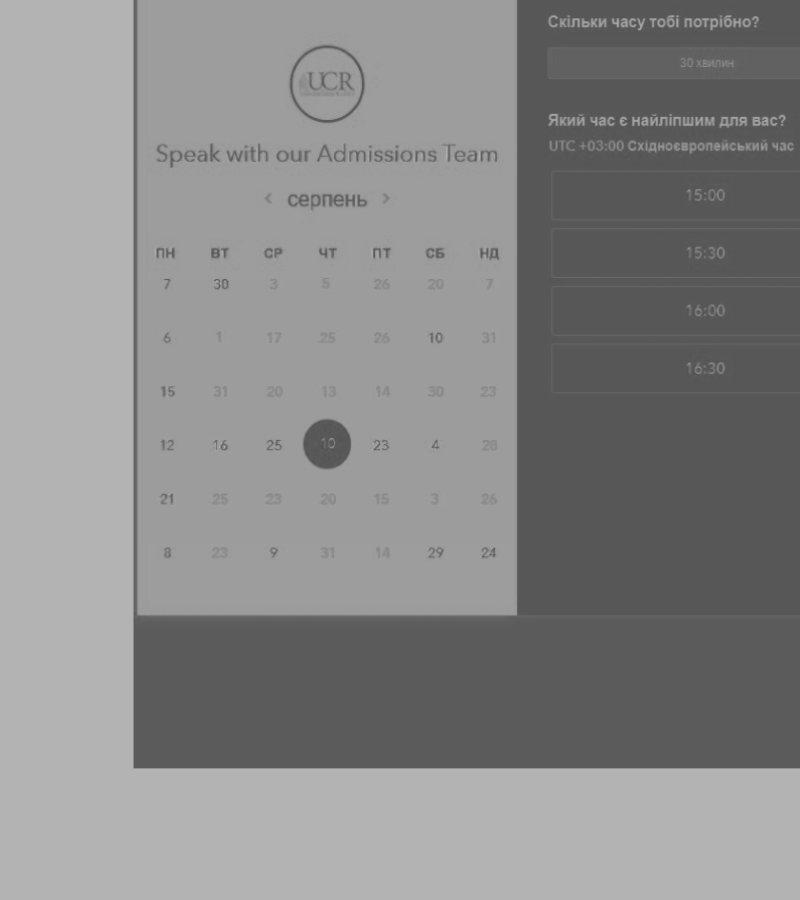 UCR
Speak with our Admissions Team
< серпень >
ПН ВТ СР ЧТ ПТ СБ НД
7 30 3 5 26 20 7
6 1 17 25 26 10 31
15 31 20 13 14 30 23
12 16 25 10 23 4 28
21 25 23 20 15 3 26
8 23 9 31 14 29 24
Скільки часу тобі потрібно?
30 хвилин
Який час є найліпшим для вас?
UTC +03:00 Східноєвропейський час
15:00
15:30
16:00
16:30